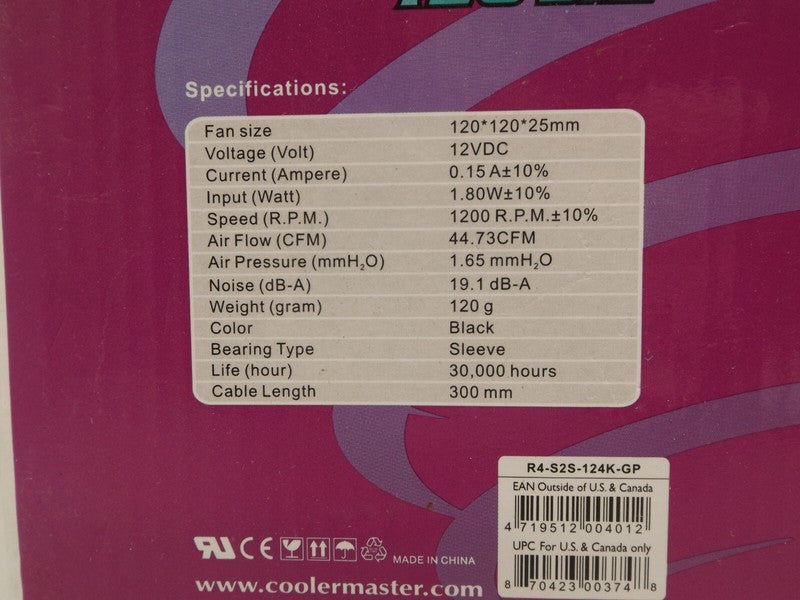 Specifications:
Fan size 120*120*25mm
Voltage (Volt) 12VDC
Current (Ampere) 0.15 A±10%
Input (Watt) 1.80W±10%
Speed (R.P.M.) 1200 R.P.M.±10%
Air Flow (CFM) 44.73CFM
Air Pressure (mmH₂O) 1.65 mmH₂O
Noise (dB-A) 19.1 dB-A
Weight (gram) 120 g
Color Black
Bearing Type Sleeve
Life (hour) 30,000 hours
Cable Length 300 mm
R4-S2S-124K-GP
EAN Outside of U.S. & Canada
4 719512 004012
UPC For U.S. & Canada only
8 70423 00374 8
CE MADE IN CHINA
www.coolermaster.com